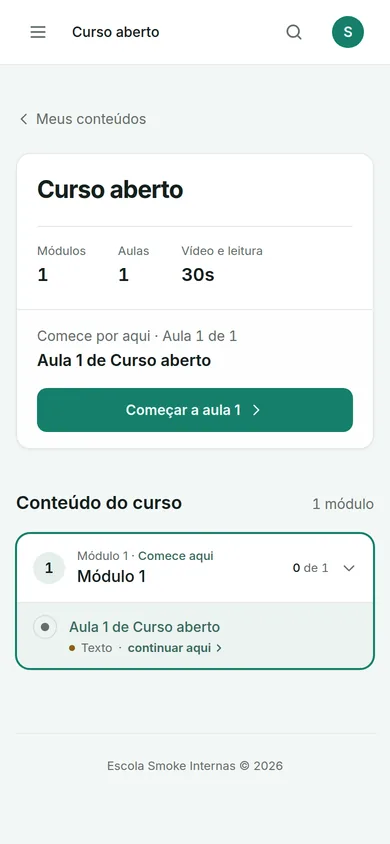 Curso aberto
S
Meus conteúdos
Curso aberto
Módulos Aulas Vídeo e leitura
1 1 30s
Comece por aqui · Aula 1 de 1
Aula 1 de Curso aberto
Começar a aula 1
Conteúdo do curso 1 módulo
1 Módulo 1 · Comece aqui
Módulo 1 0 de 1
Aula 1 de Curso aberto
Texto · continuar aqui
Escola Smoke Internas © 2026